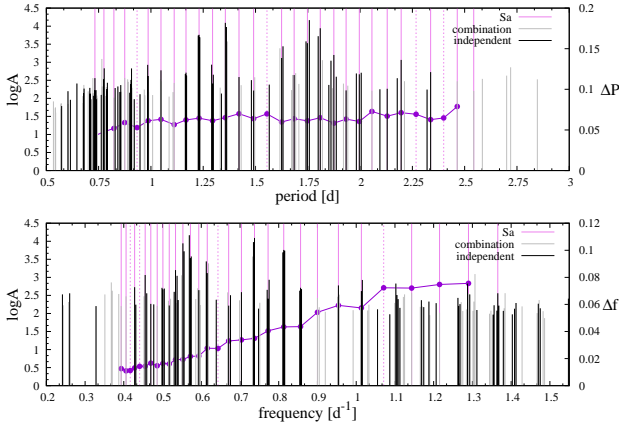 Sa
combination
independent
logA
ΔP
4.5
4
3.5
3
2.5
2
1.5
1
0.5
0
0.2
0.15
0.1
0.05
0
0.5 0.75 1 1.25 1.5 1.75 2 2.25 2.5 2.75 3
period [d]
Sa
combination
independent
logA
Δf
4.5
4
3.5
3
2.5
2
1.5
1
0.5
0
0.12
0.1
0.08
0.06
0.04
0.02
0
0.2 0.3 0.4 0.5 0.6 0.7 0.8 0.9 1 1.1 1.2 1.3 1.4 1.5
frequency [d⁻¹]